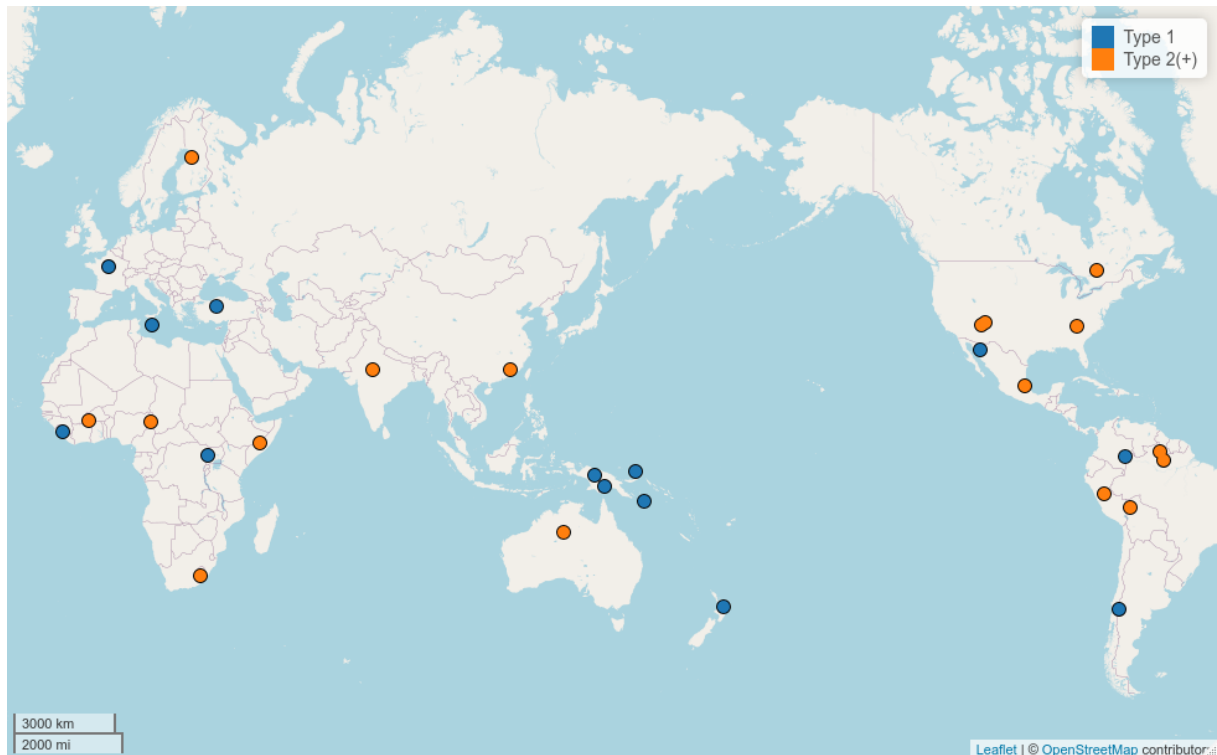 Type 1
Type 2(+)
3000 km
2000 mi
Leaflet | © OpenStreetMap contributors